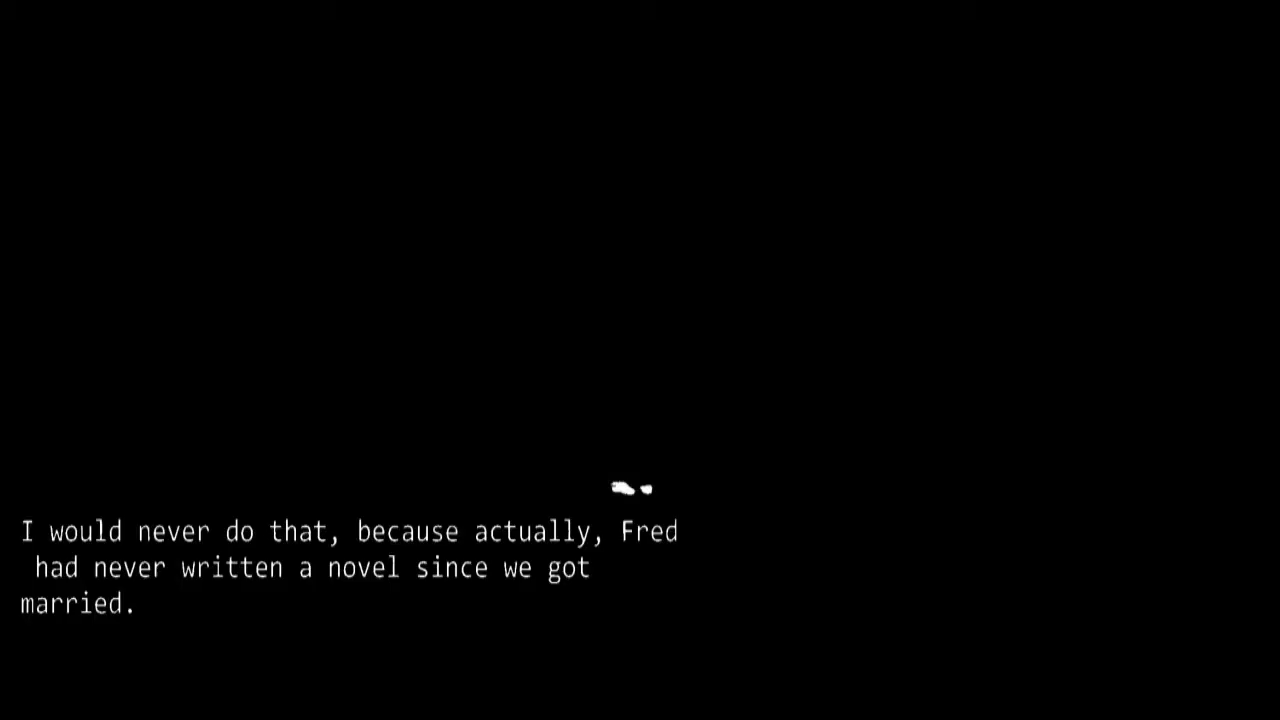 I would never do that, because actually, Fred
had never written a novel since we got
married.